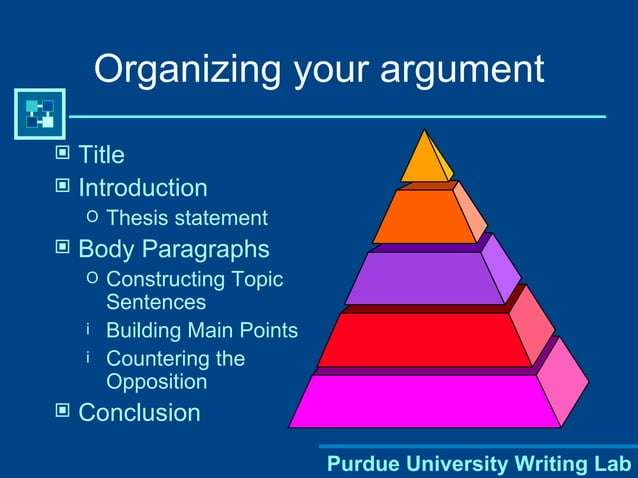 Organizing your argument
Title
Introduction
O Thesis statement
Body Paragraphs
O Constructing Topic
Sentences
i Building Main Points
i Countering the
Opposition
Conclusion
Purdue University Writing Lab